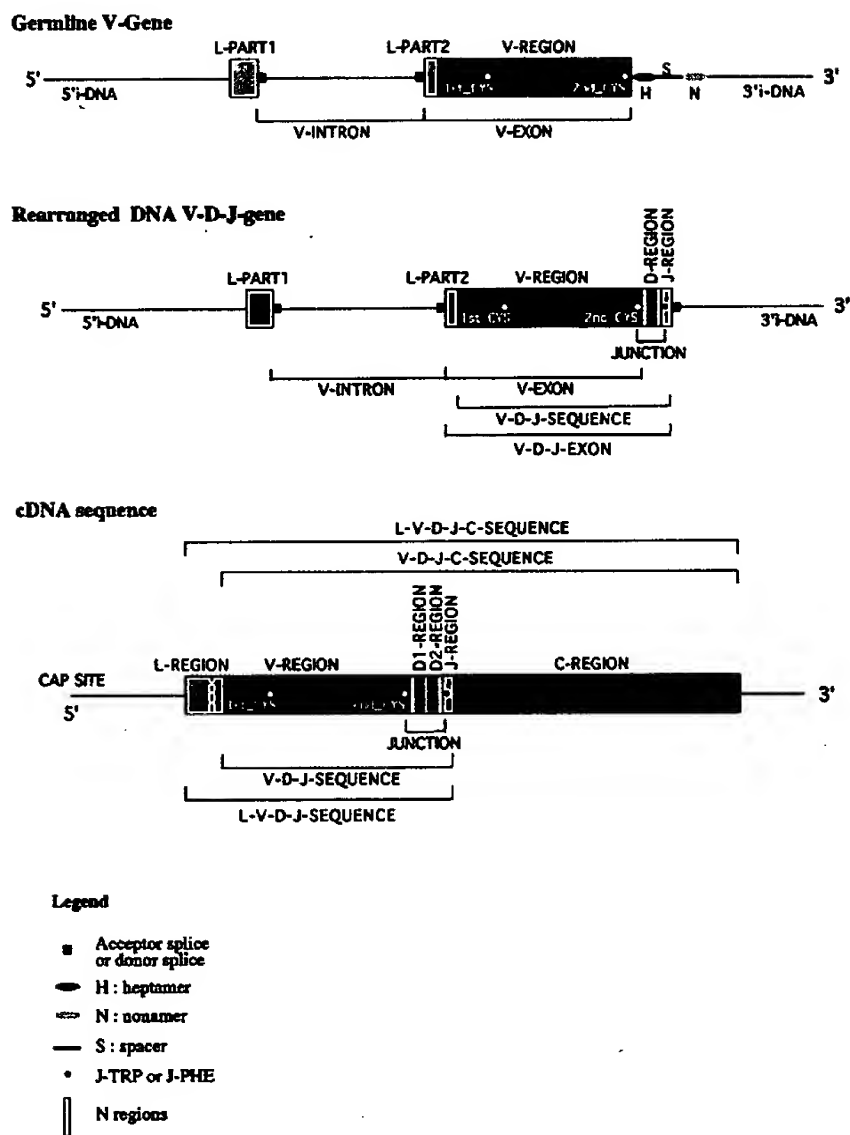 Germline V-Gene
L-PART1 L-PART2 V-REGION
S
5' 3'
5'i-DNA 1st_CYS 2nd_CYS H N 3'i-DNA
V-INTRON V-EXON
Rearranged DNA V-D-J-gene
D-REGION
J-REGION
L-PART1 L-PART2 V-REGION
5' 3'
5'i-DNA 1st CYS 2nc CYS 3'i-DNA
JUNCTION
V-INTRON V-EXON
V-D-J-SEQUENCE
V-D-J-EXON
cDNA sequence
L-V-D-J-C-SEQUENCE
V-D-J-C-SEQUENCE
D1-REGION
D2-REGION
J-REGION
L-REGION V-REGION C-REGION
CAP SITE
5' 3'
JUNCTION
V-D-J-SEQUENCE
L-V-D-J-SEQUENCE
Legend
Acceptor splice
or donor splice
H : heptamer
N : nonamer
S : spacer
J-TRP or J-PHE
N regions